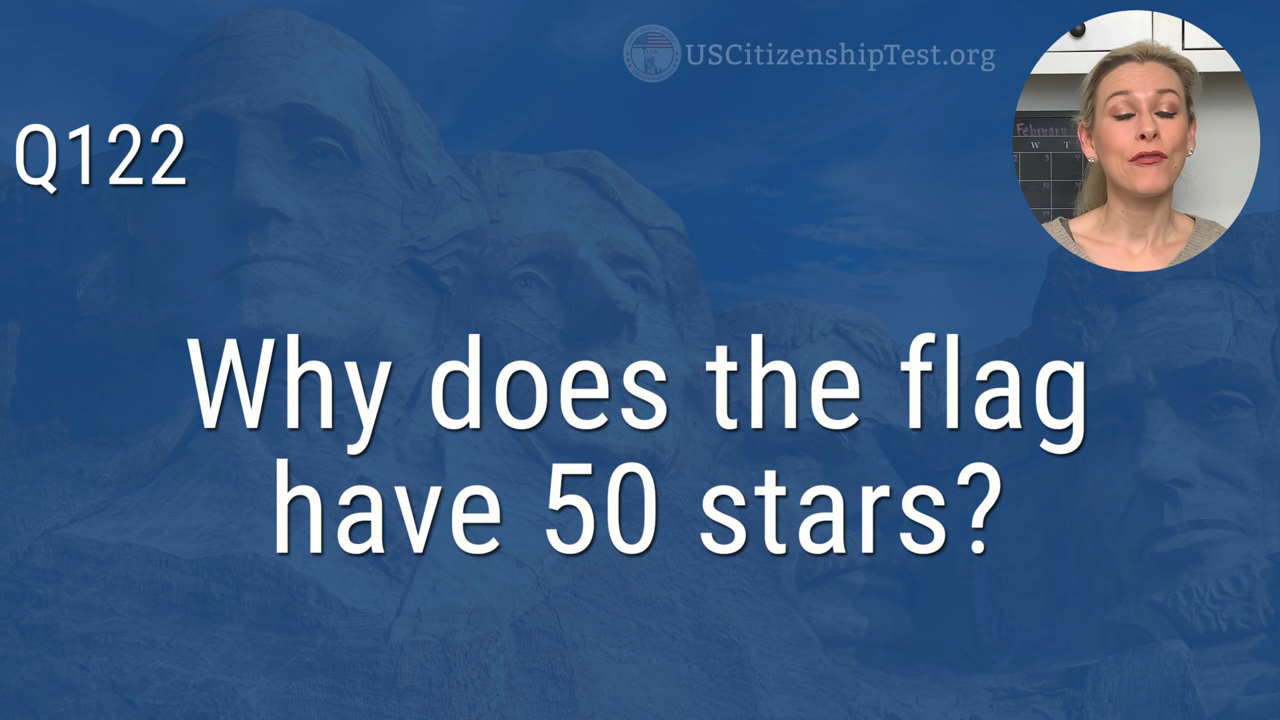 USCitizenshipTest.org
Q122
February
W T
Why does the flag
have 50 stars?